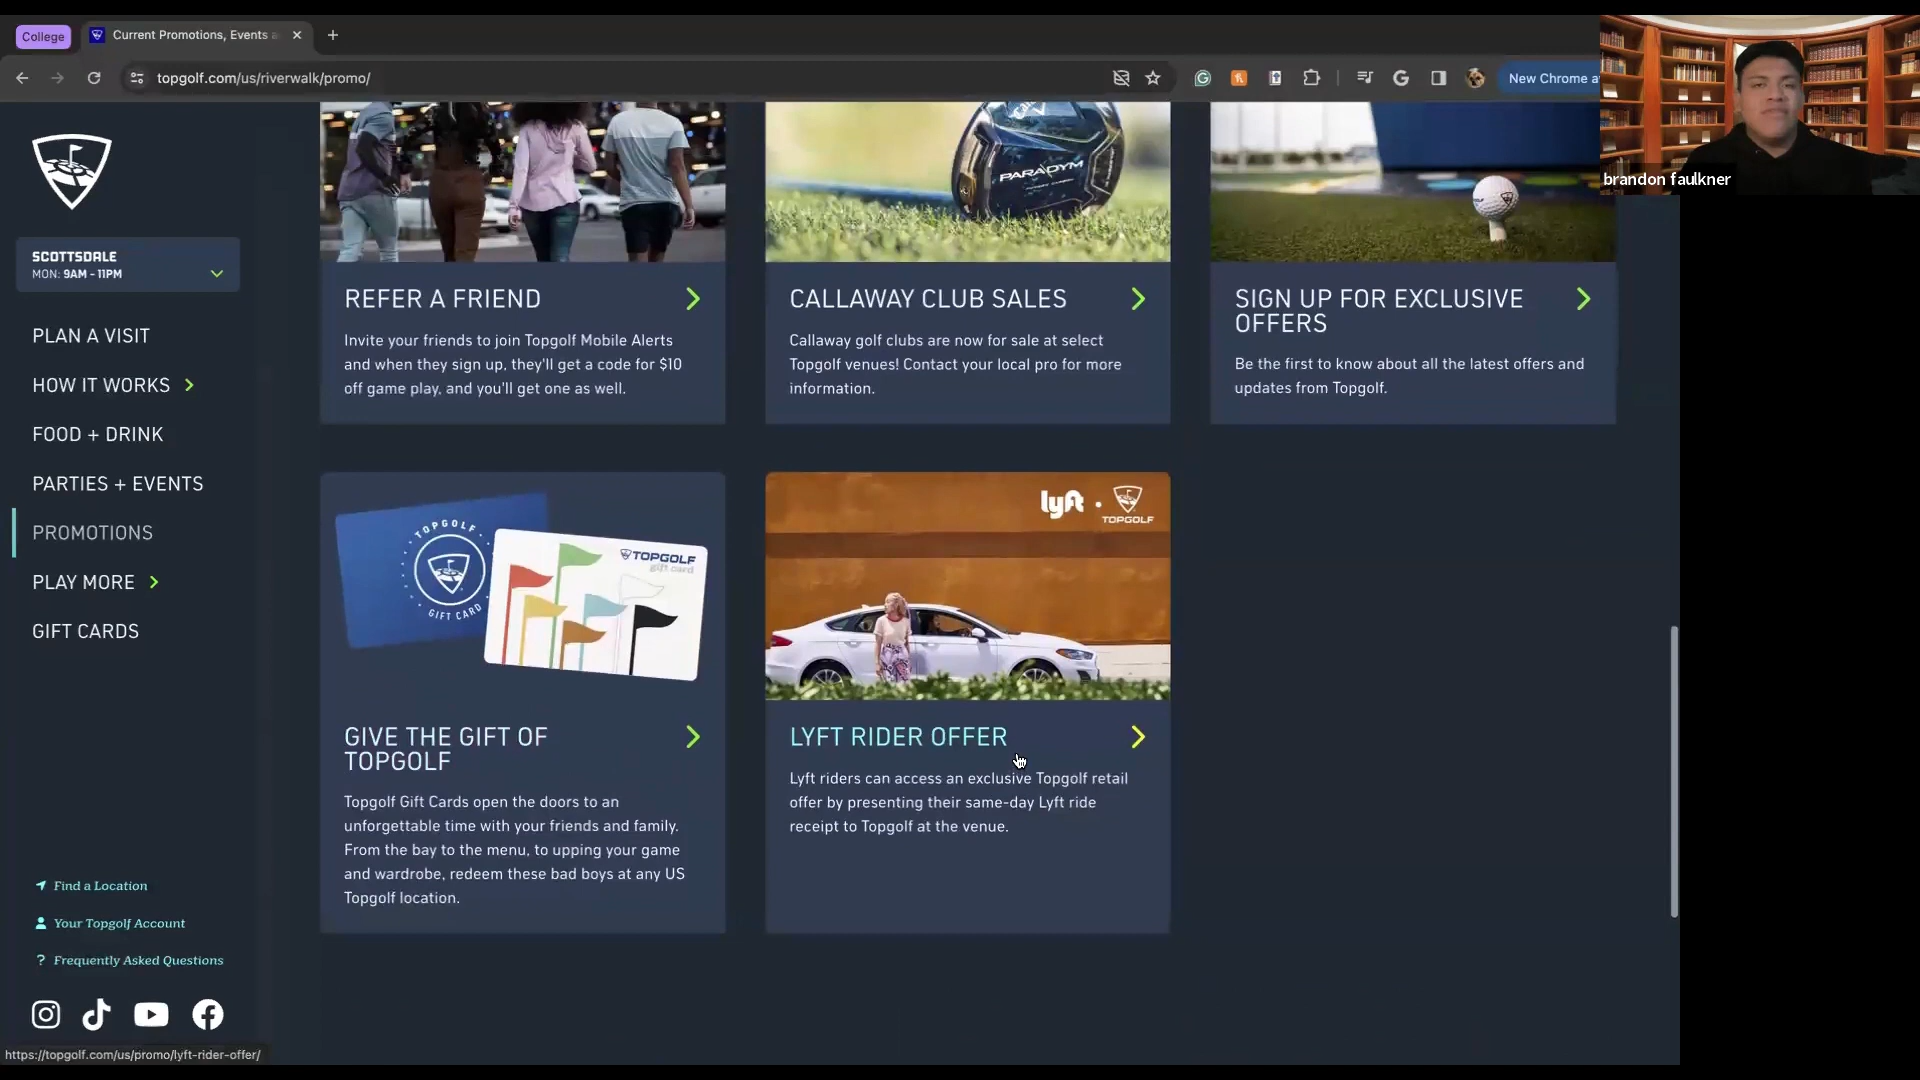 College
Current Promotions, Events a
topgolf.com/us/riverwalk/promo/
New Chrome a
brandon faulkner
SCOTTSDALE
MON: 9AM - 11PM
PLAN A VISIT
HOW IT WORKS
FOOD + DRINK
PARTIES + EVENTS
PROMOTIONS
PLAY MORE
GIFT CARDS
Find a Location
Your Topgolf Account
? Frequently Asked Questions
https://topgolf.com/us/promo/lyft-rider-offer/
REFER A FRIEND
Invite your friends to join Topgolf Mobile Alerts
and when they sign up, they'll get a code for $10
off game play, and you'll get one as well.
PARADYM
CALLAWAY CLUB SALES
Callaway golf clubs are now for sale at select
Topgolf venues! Contact your local pro for more
information.
SIGN UP FOR EXCLUSIVE
OFFERS
Be the first to know about all the latest offers and
updates from Topgolf.
TOPGOLF
GIFT CARD
TOPGOLF
gift card
GIVE THE GIFT OF
TOPGOLF
Topgolf Gift Cards open the doors to an
unforgettable time with your friends and family.
From the bay to the menu, to upping your game
and wardrobe, redeem these bad boys at any US
Topgolf location.
lyft
TOPGOLF
LYFT RIDER OFFER
Lyft riders can access an exclusive Topgolf retail
offer by presenting their same-day Lyft ride
receipt to Topgolf at the venue.